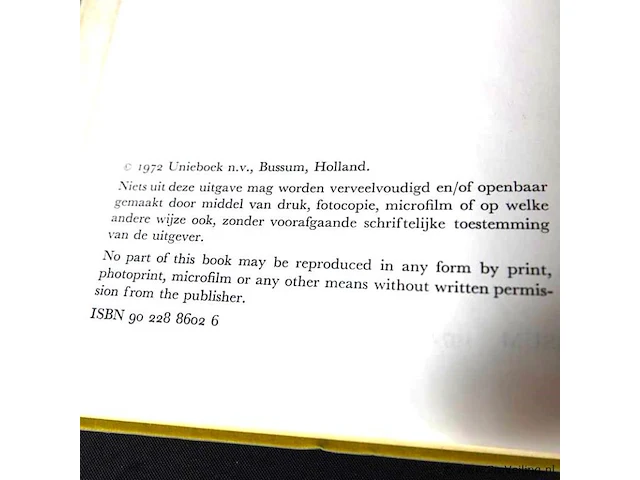 © 1972 Unieboek n.v., Bussum, Holland.
Niets uit deze uitgave mag worden verveelvoudigd en/of openbaar
gemaakt door middel van druk, fotocopie, microfilm of op welke
andere wijze ook, zonder voorafgaande schriftelijke toestemming
van de uitgever.
No part of this book may be reproduced in any form by print,
photoprint, microfilm or any other means without written permis-
sion from the publisher.
ISBN 90 228 8602 6